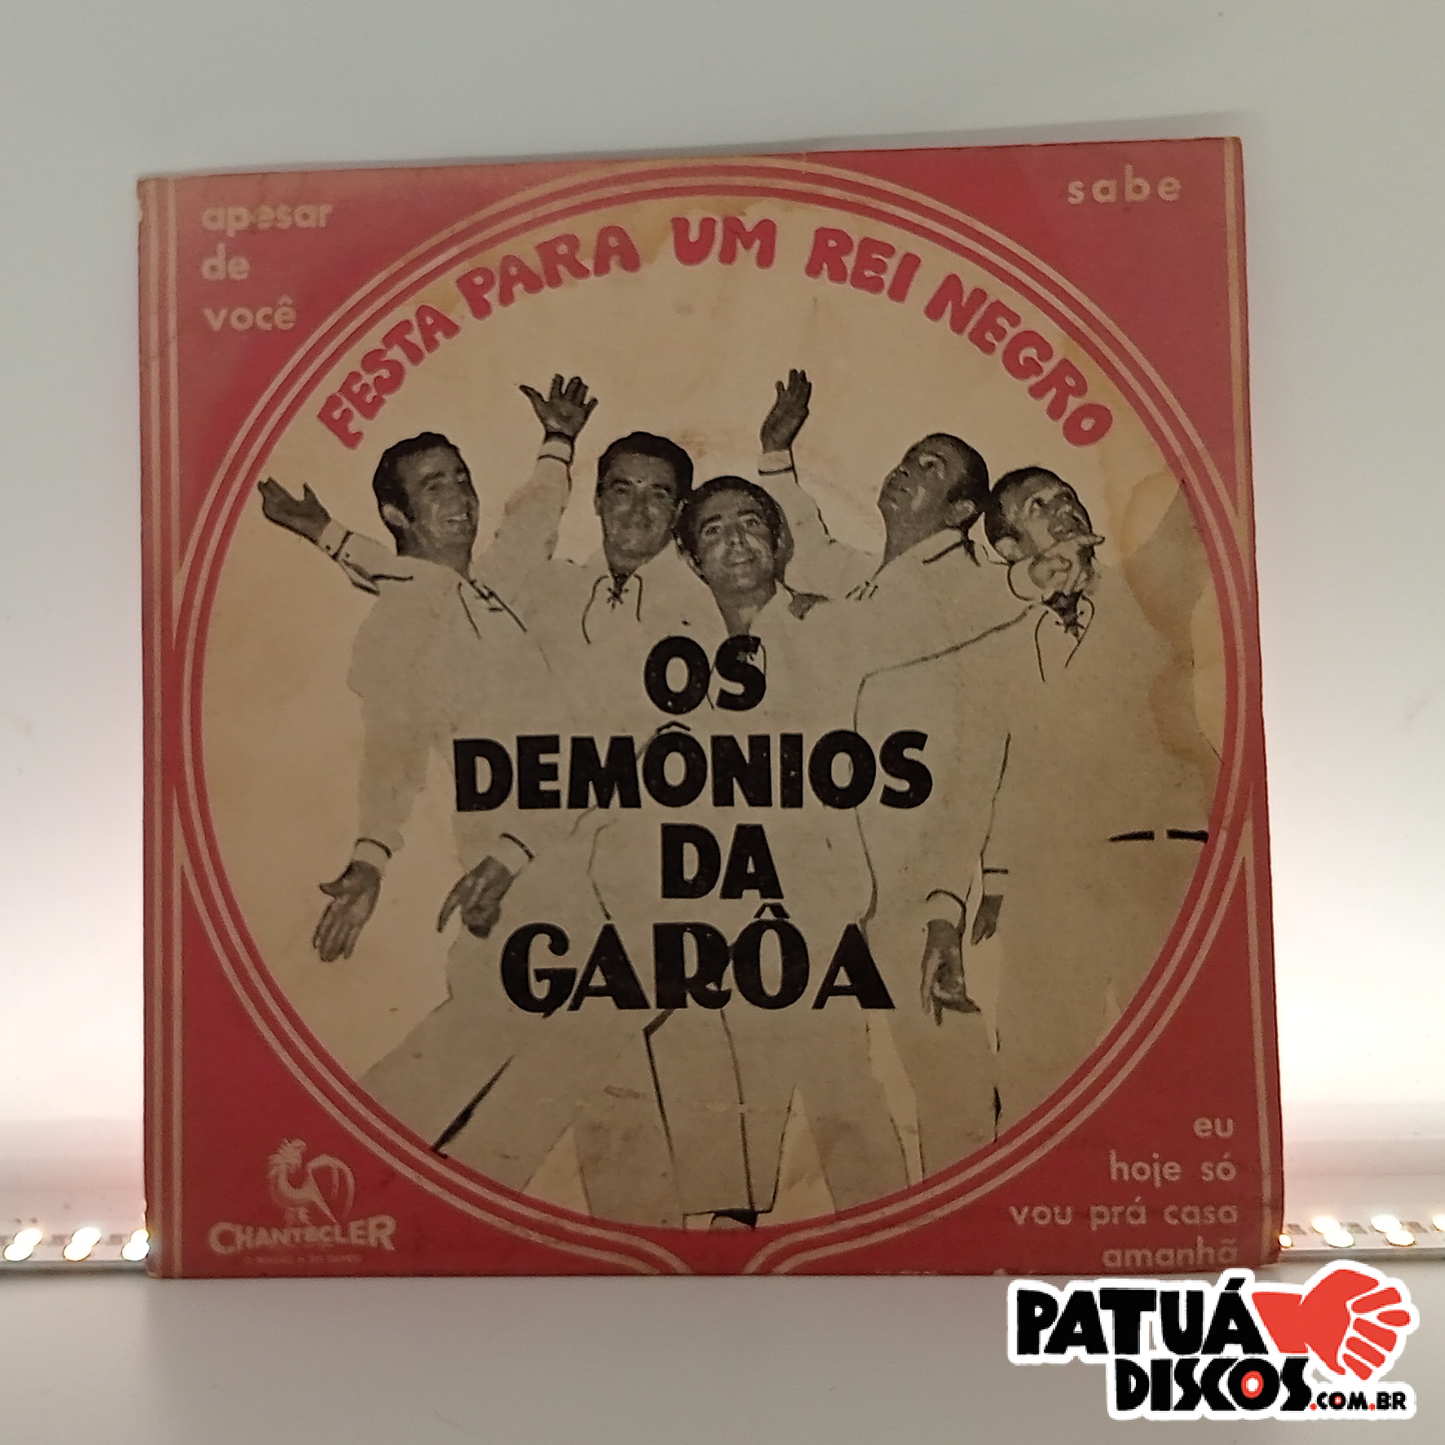 apesar
de
você
sabe
FESTA PARA UM REI NEGRO
OS
DEMÔNIOS
DA
GARÔA
CHANTECLER
eu
hoje só
vou prá casa
amanhã
PATUÁ
DISCOS.COM.BR